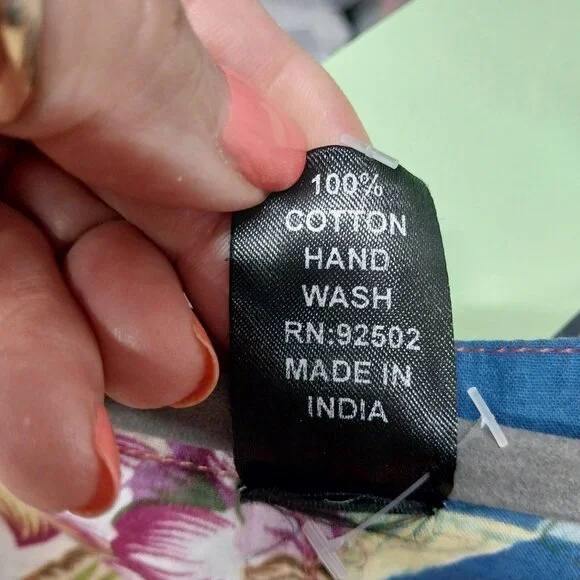 100%
COTTON
HAND
WASH
RN:92502
MADE IN
INDIA